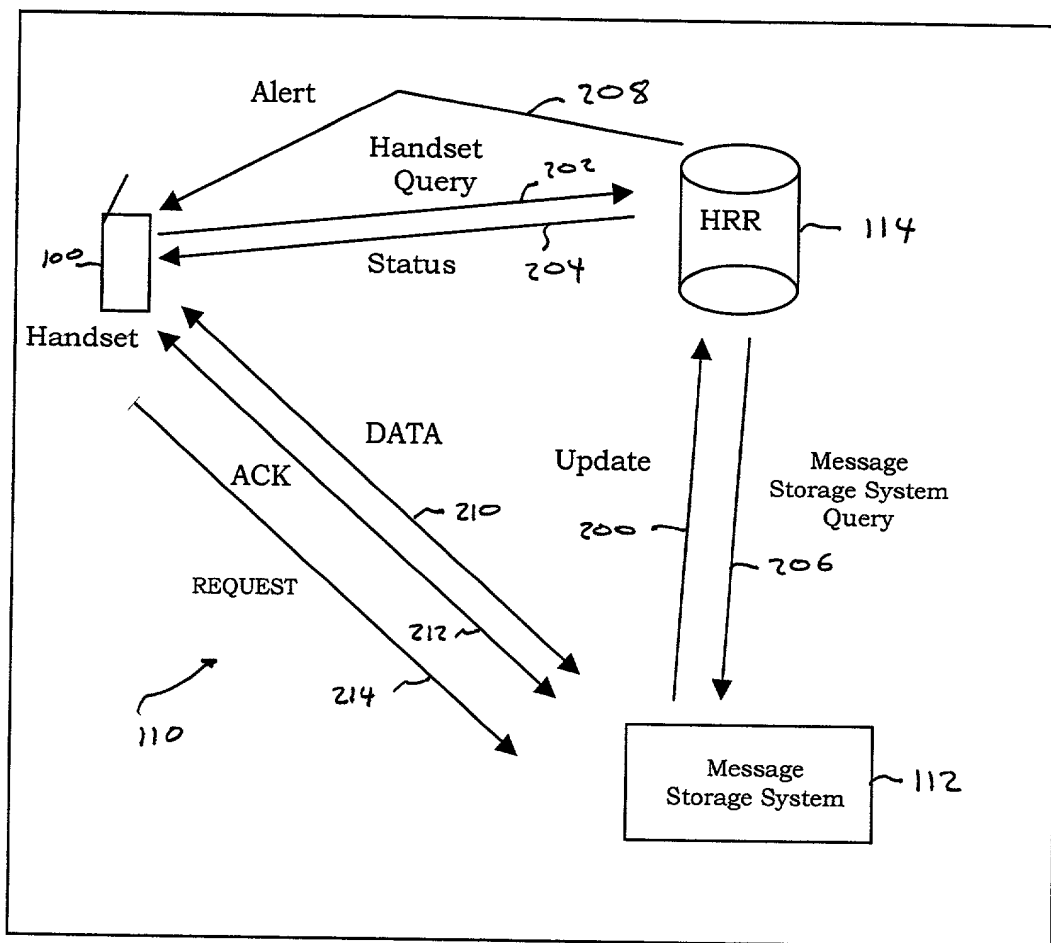 Alert
208
Handset
Query
202
HRR
114
100
204
Status
Handset
DATA
Update
Message
Storage System
Query
ACK
210
200
206
REQUEST
212
214
110
Message
Storage System
112